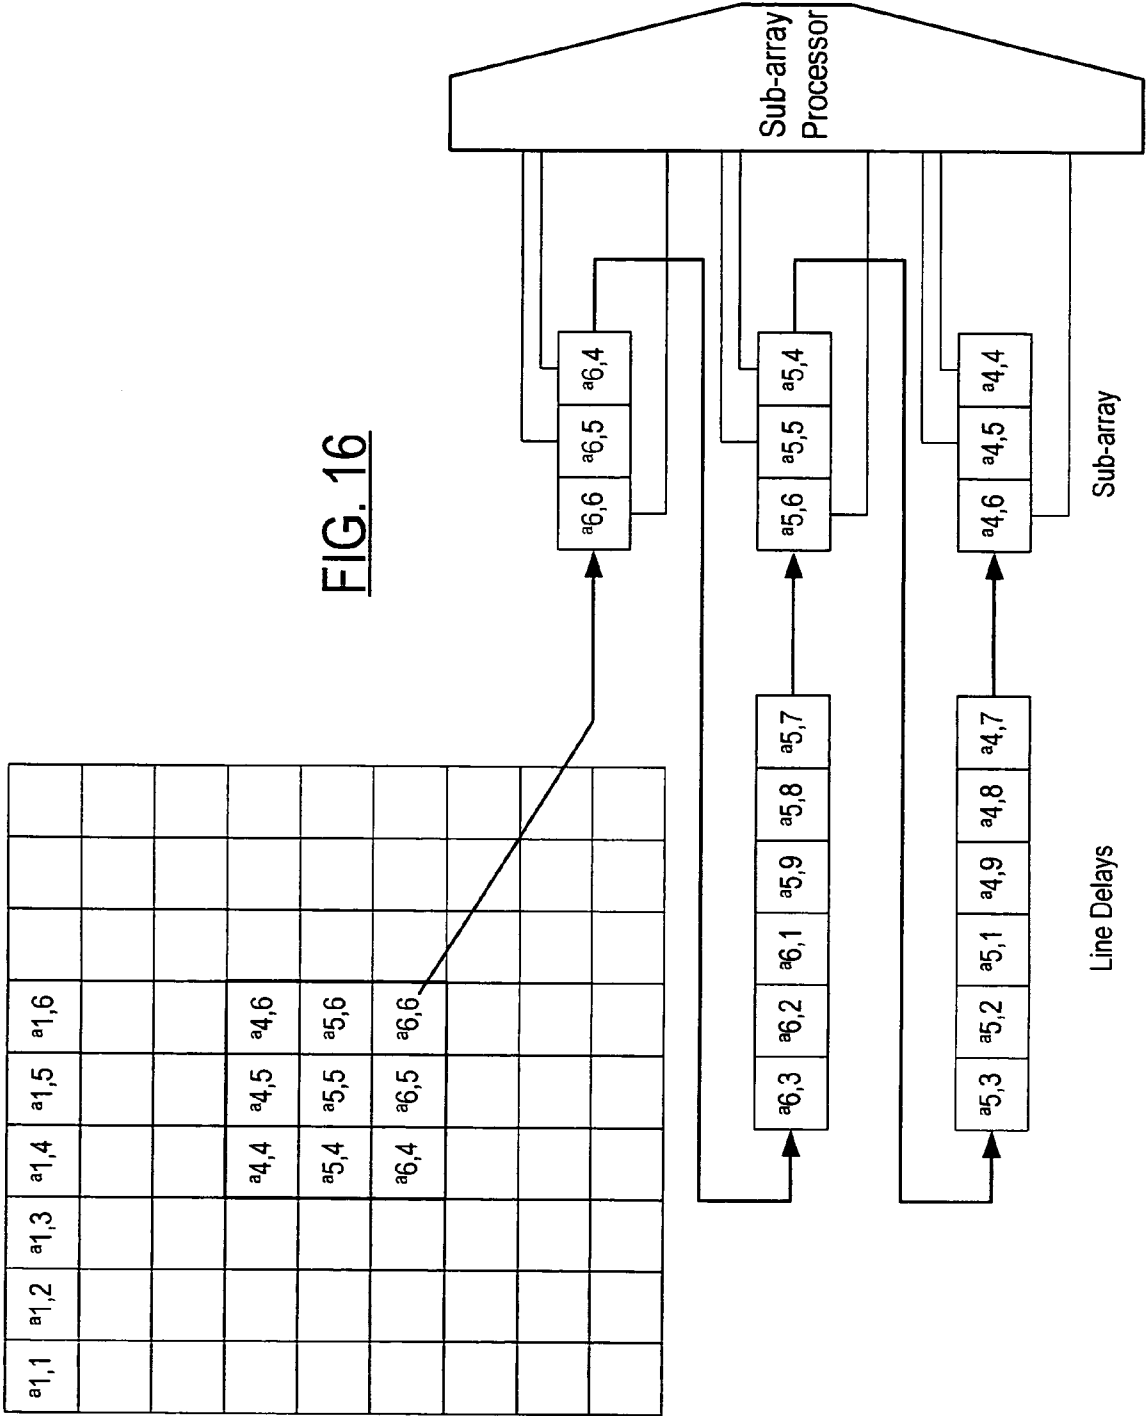 a1,1 a1,2 a1,3 a1,4 a1,5 a1,6
a4,4 a4,5 a4,6
a5,4 a5,5 a5,6
a6,4 a6,5 a6,6
FIG. 16
a6,6 a6,5 a6,4
a6,3 a6,2 a6,1 a5,9 a5,8 a5,7
a5,6 a5,5 a5,4
Sub-array
Processor
a5,3 a5,2 a5,1 a4,9 a4,8 a4,7
a4,6 a4,5 a4,4
Line Delays
Sub-array